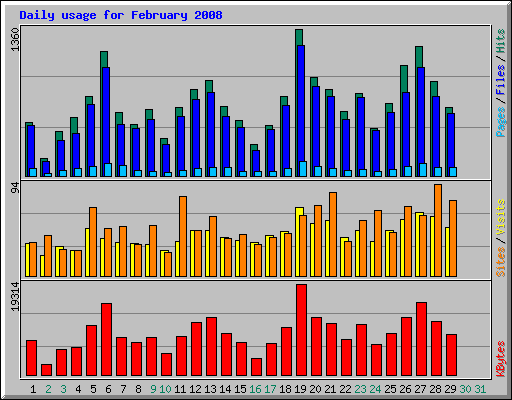 Daily usage for February 2008
1360
Pages / Files / Hits
94
Sites / Visits
19314
KBytes
1 2 3 4 5 6 7 8 9 10 11 12 13 14 15 16 17 18 19 20 21 22 23 24 25 26 27 28 29 30 31